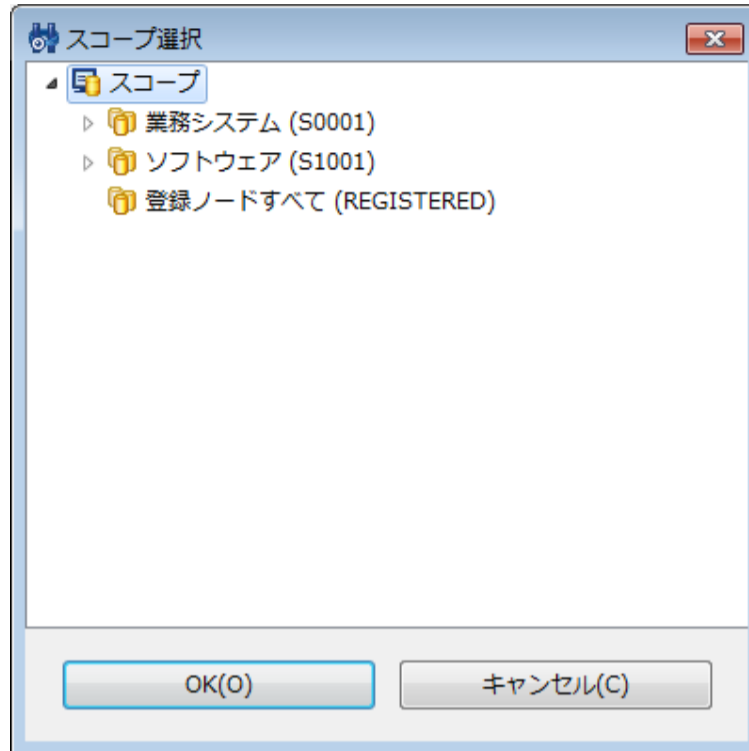 スコープ選択
スコープ
業務システム (S0001)
ソフトウェア (S1001)
登録ノードすべて (REGISTERED)
OK(O)
キャンセル(C)